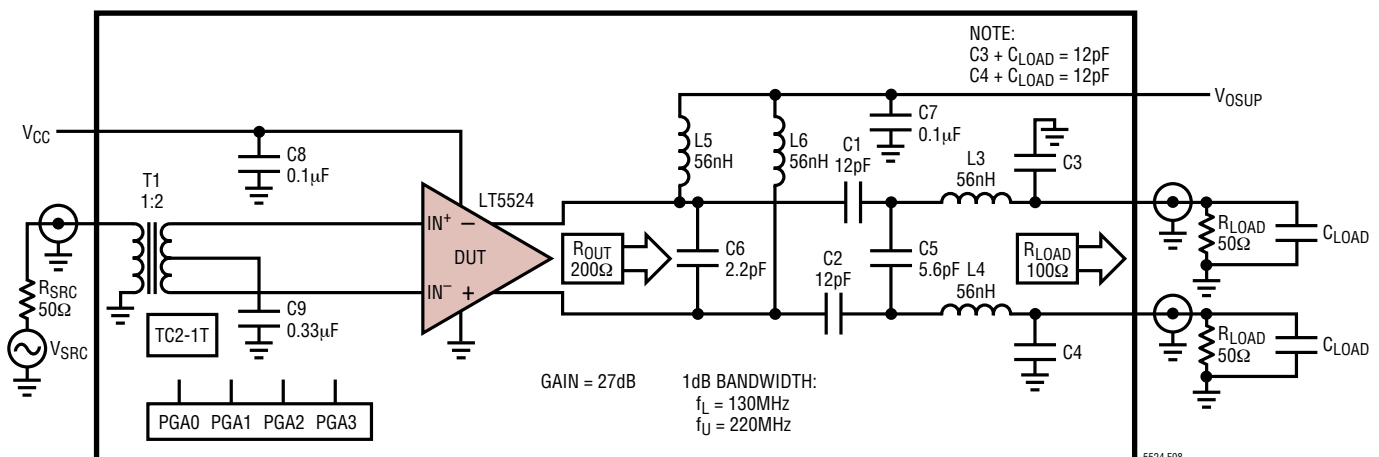 NOTE:
C3 + CLOAD = 12pF
C4 + CLOAD = 12pF
VOSUP
VCC
C8
0.1µF
L5
56nH
L6
56nH
C7
0.1µF
C1
12pF
L3
56nH
C3
T1
1:2
LT5524
IN+
–
DUT
IN–
+
ROUT
200Ω
C6
2.2pF
C2
12pF
C5
5.6pF
L4
56nH
RLOAD
100Ω
RLOAD
50Ω
CLOAD
RSRC
50Ω
VSRC
TC2-1T
C9
0.33µF
C4
RLOAD
50Ω
CLOAD
GAIN = 27dB
1dB BANDWIDTH:
fL = 130MHz
fU = 220MHz
PGA0 PGA1 PGA2 PGA3